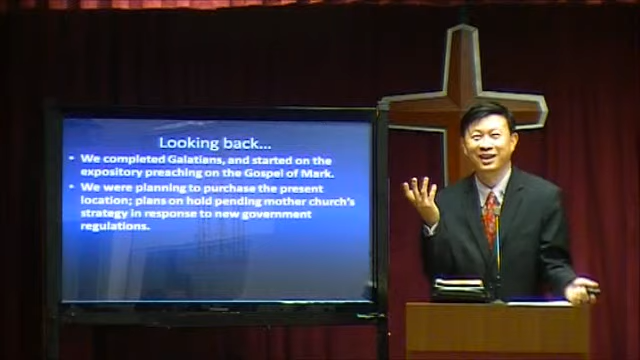 Looking back...
• We completed Galatians, and started on the
expository preaching on the Gospel of Mark.
• We were planning to purchase the present
location; plans on hold pending mother church's
strategy in response to new government
regulations.